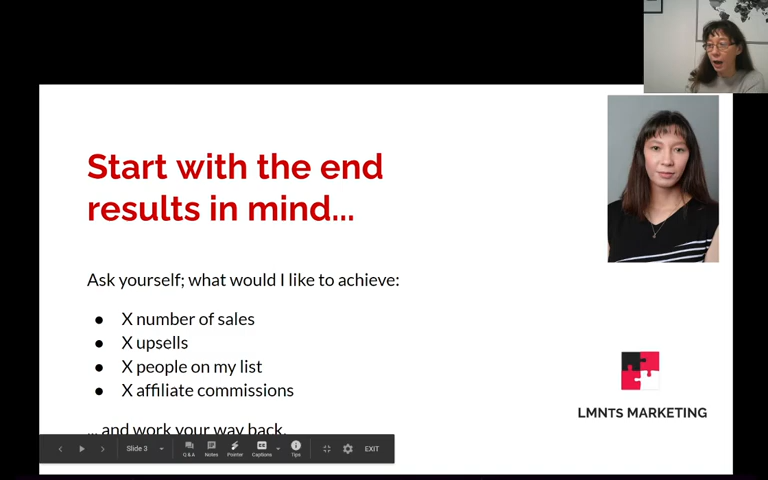 Start with the end
results in mind...
Ask yourself; what would I like to achieve:
● X number of sales
● X upsells
● X people on my list
● X affiliate commissions
... and work your way back.
LMNTs MARKETING
Slide 3
Q & A
Notes
Pointer
Captions
Tips
EXIT